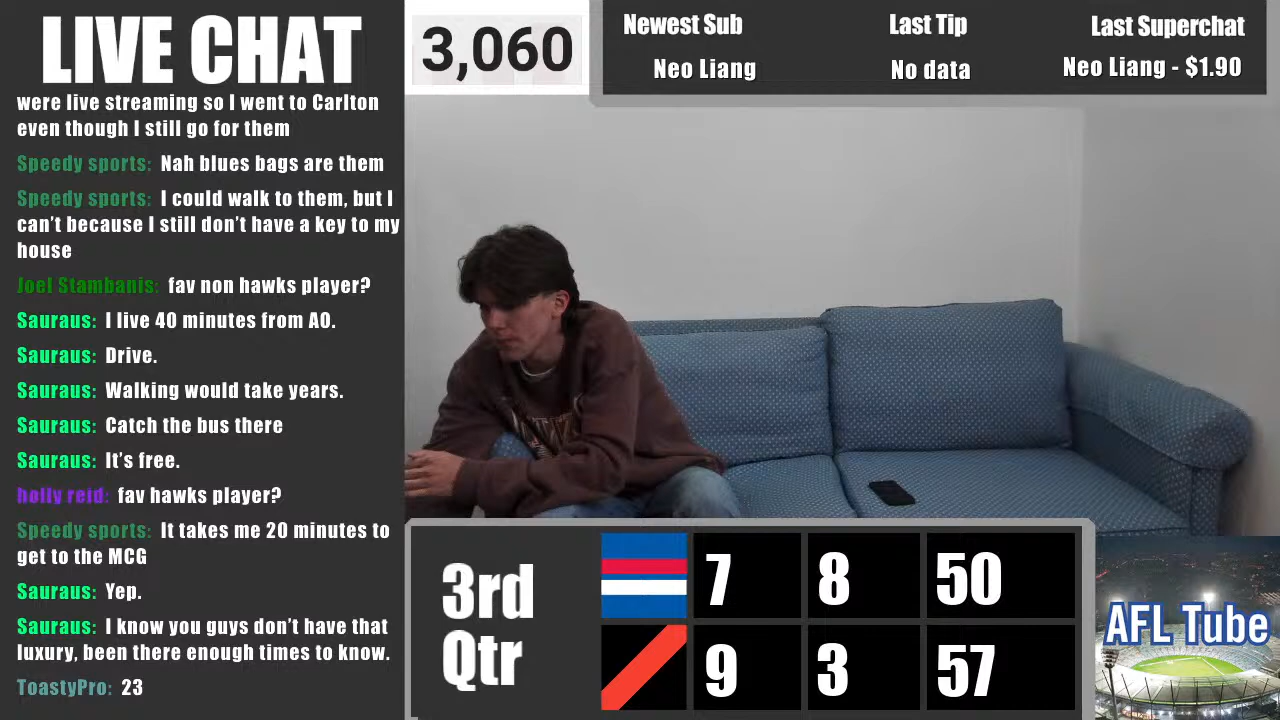 LIVE CHAT
were live streaming so I went to Carlton
even though I still go for them
Speedy sports: Nah blues bags are them
Speedy sports: I could walk to them, but I
can't because I still don't have a key to my
house
Joel Stambanis: fav non hawks player?
Sauraus: I live 40 minutes from AO.
Sauraus: Drive.
Sauraus: Walking would take years.
Sauraus: Catch the bus there
Sauraus: It's free.
holly reid: fav hawks player?
Speedy sports: It takes me 20 minutes to
get to the MCG
Sauraus: Yep.
Sauraus: I know you guys don't have that
luxury, been there enough times to know.
ToastyPro: 23
3,060
Newest Sub
Neo Liang
Last Tip
No data
Last Superchat
Neo Liang - $1.90
3rd
Qtr
7 8 50
9 3 57
AFL Tube